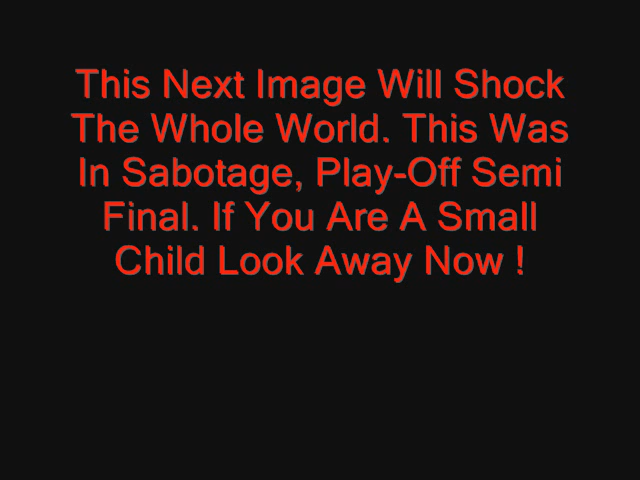 This Next Image Will Shock
The Whole World. This Was
In Sabotage, Play-Off Semi
Final. If You Are A Small
Child Look Away Now !